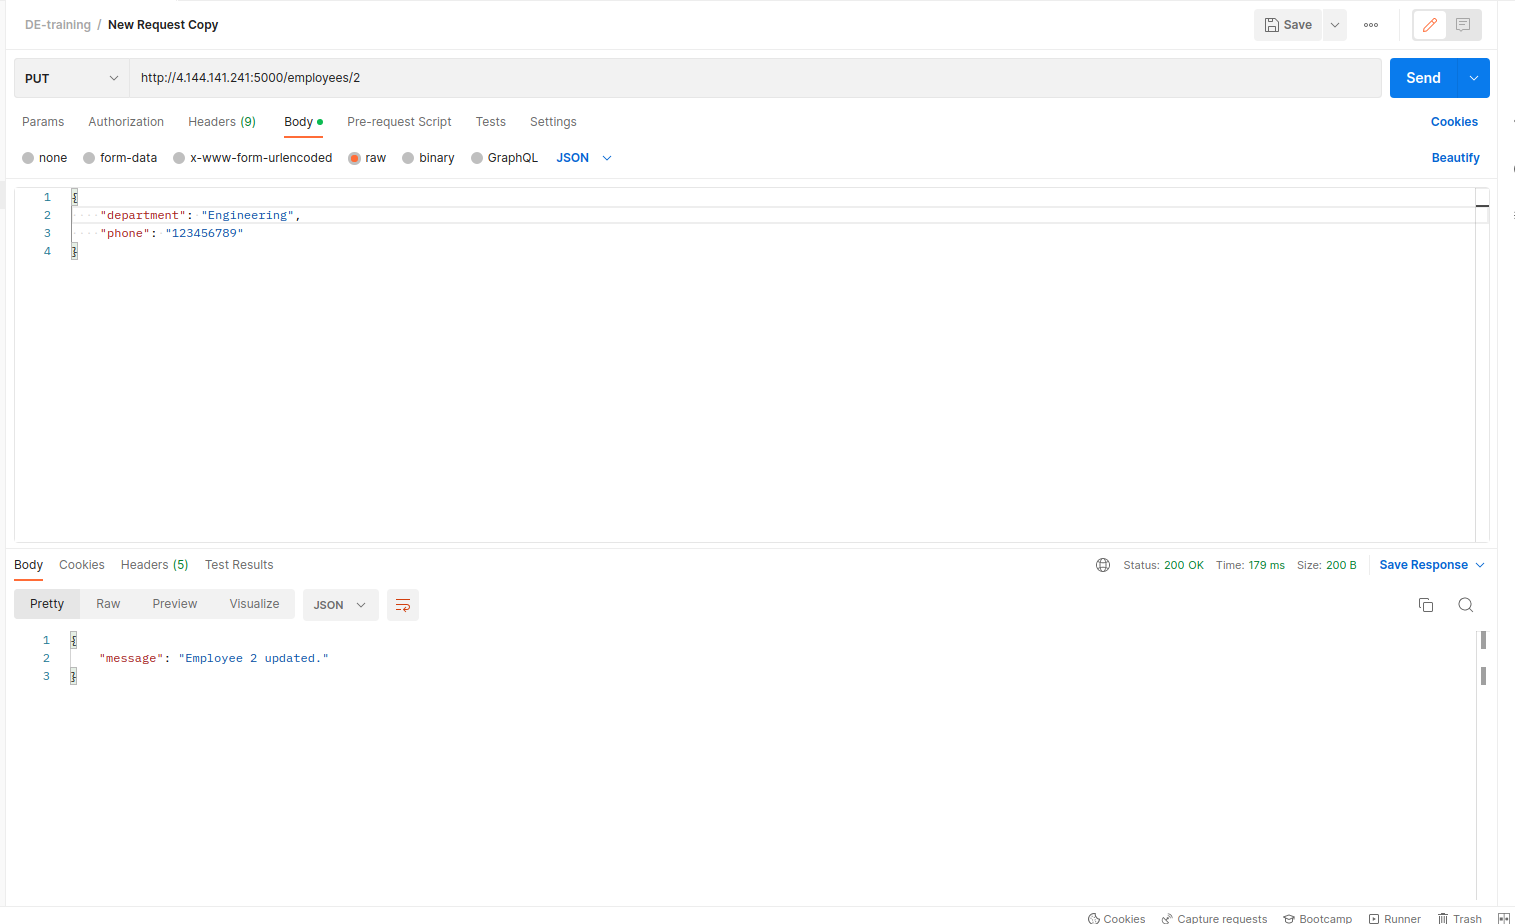 DE-training / New Request Copy
Save
PUT
http://4.144.141.241:5000/employees/2
Send
Params Authorization Headers (9) Body Pre-request Script Tests Settings Cookies
none form-data x-www-form-urlencoded raw binary GraphQL JSON Beautify
1 {
2 "department": "Engineering",
3 "phone": "123456789"
4 }
Body Cookies Headers (5) Test Results Status: 200 OK Time: 179 ms Size: 200 B Save Response
Pretty Raw Preview Visualize JSON
1 {
2 "message": "Employee 2 updated."
3 }
Cookies Capture requests Bootcamp Runner Trash